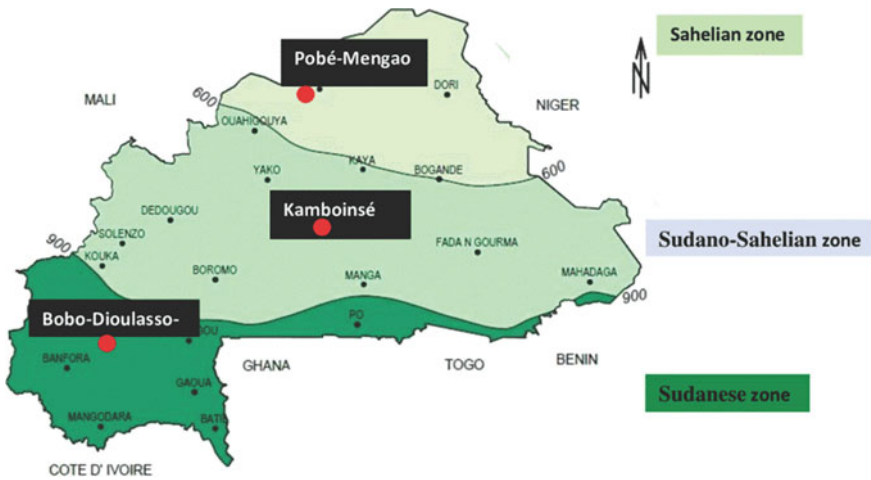 Sahelian zone
Pobé-Mengao
N
DORI
MALI
NIGER
600
OUAHIGOUYA
KAYA
BOGANDE
600
YAKO
Kamboinsé
DEDOUGOU
SOLENZO
900
KOUKA
FADA N GOURMA
Sudano-Sahelian zone
BOROMO
MANGA
MAHADAGA
900
Bobo-Dioulasso-
PO
BANFORA
GHANA
TOGO
BENIN
GAOUA
Sudanese zone
MANGODARA
COTE D' IVOIRE